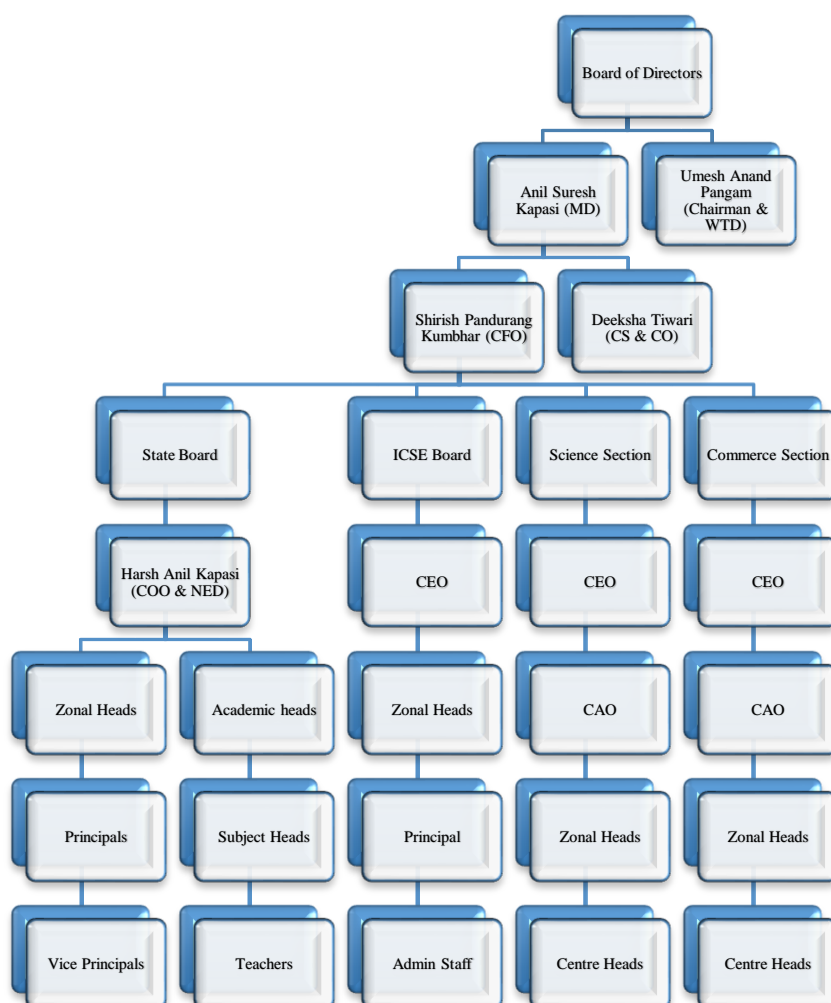 Board of Directors
Anil Suresh
Kapasi (MD)
Umesh Anand
Pangam
(Chairman &
WTD)
Shirish Pandurang
Kumbhar (CFO)
Deeksha Tiwari
(CS & CO)
State Board
ICSE Board
Science Section
Commerce Section
Harsh Anil Kapasi
(COO & NED)
CEO
CEO
CEO
Zonal Heads
Academic heads
Zonal Heads
CAO
CAO
Principals
Subject Heads
Principal
Zonal Heads
Zonal Heads
Vice Principals
Teachers
Admin Staff
Centre Heads
Centre Heads